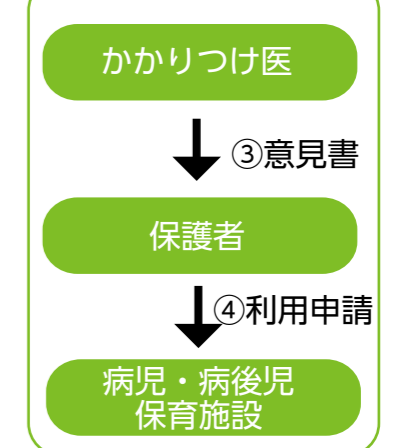 かかりつけ医
③意見書
保護者
④利用申請
病児・病後児
保育施設